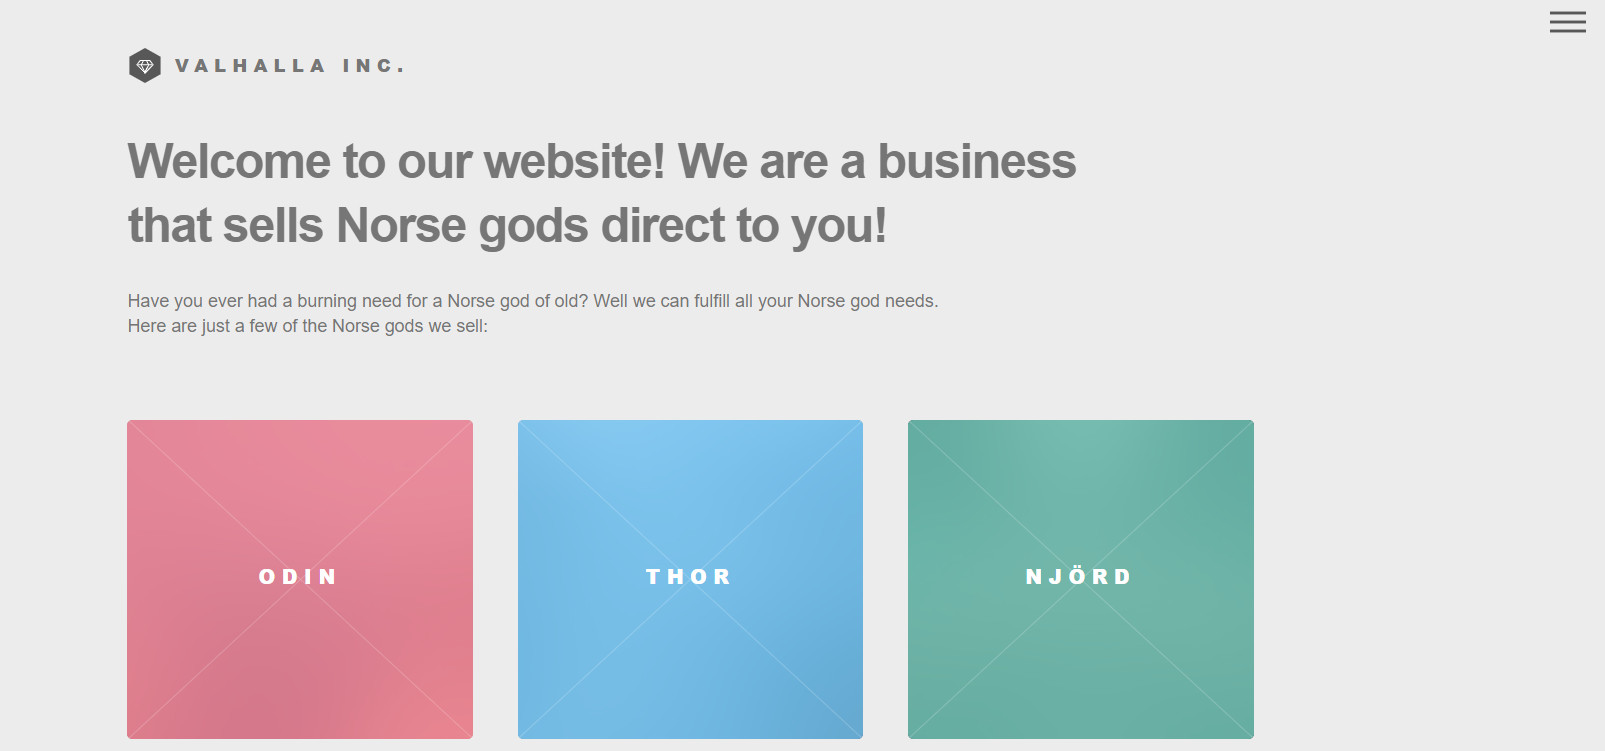 VALHALLA INC.
Welcome to our website! We are a business
that sells Norse gods direct to you!
Have you ever had a burning need for a Norse god of old? Well we can fulfill all your Norse god needs.
Here are just a few of the Norse gods we sell:
ODIN
THOR
NJÖRD